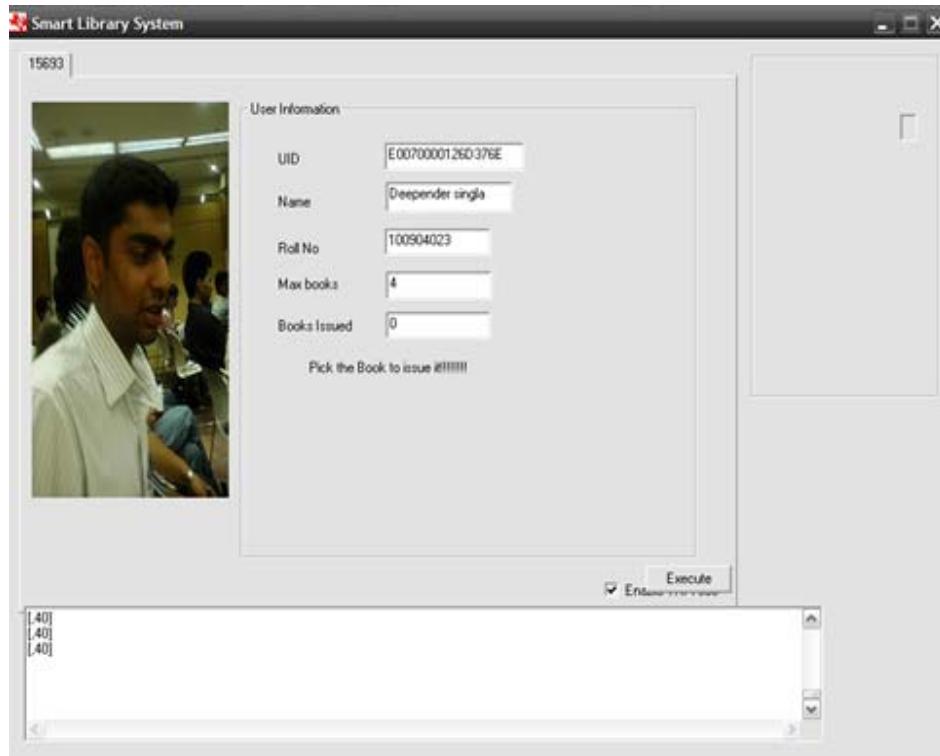 Smart Library System
15693
User Information
UID
E0070000126D376E
Name
Deepender singla
Roll No
100904023
Max books
4
Books Issued
0
Pick the Book to issue it!!!!!!!!
Execute
[,40]
[,40]
[,40]